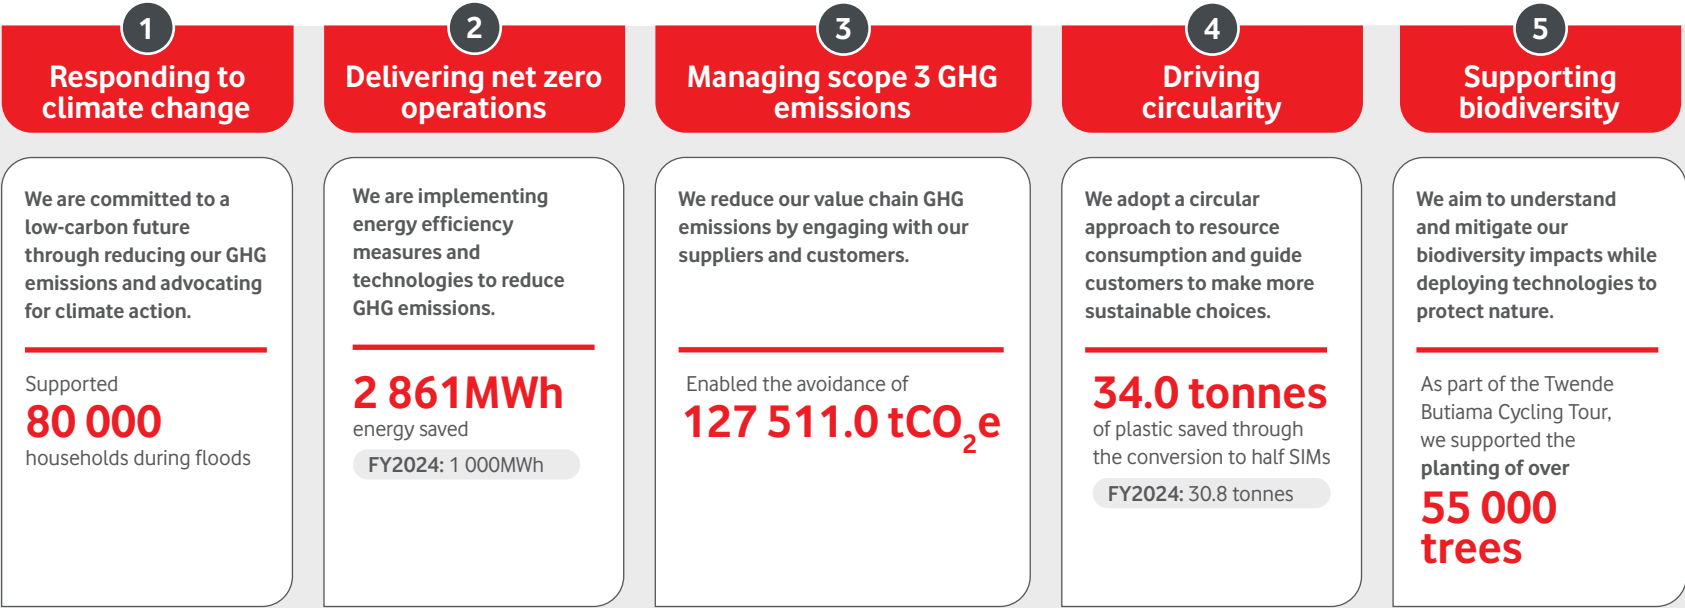 1
Responding to
climate change
We are committed to a
low-carbon future
through reducing our GHG
emissions and advocating
for climate action.
Supported
80 000
households during floods
2
Delivering net zero
operations
We are implementing
energy efficiency
measures and
technologies to reduce
GHG emissions.
2 861MWh
energy saved
FY2024: 1 000MWh
3
Managing scope 3 GHG
emissions
We reduce our value chain GHG
emissions by engaging with our
suppliers and customers.
Enabled the avoidance of
127 511.0 tCO₂e
4
Driving
circularity
We adopt a circular
approach to resource
consumption and guide
customers to make more
sustainable choices.
34.0 tonnes
of plastic saved through
the conversion to half SIMs
FY2024: 30.8 tonnes
5
Supporting
biodiversity
We aim to understand
and mitigate our
biodiversity impacts while
deploying technologies to
protect nature.
As part of the Twende
Butiama Cycling Tour,
we supported the
planting of over
55 000
trees